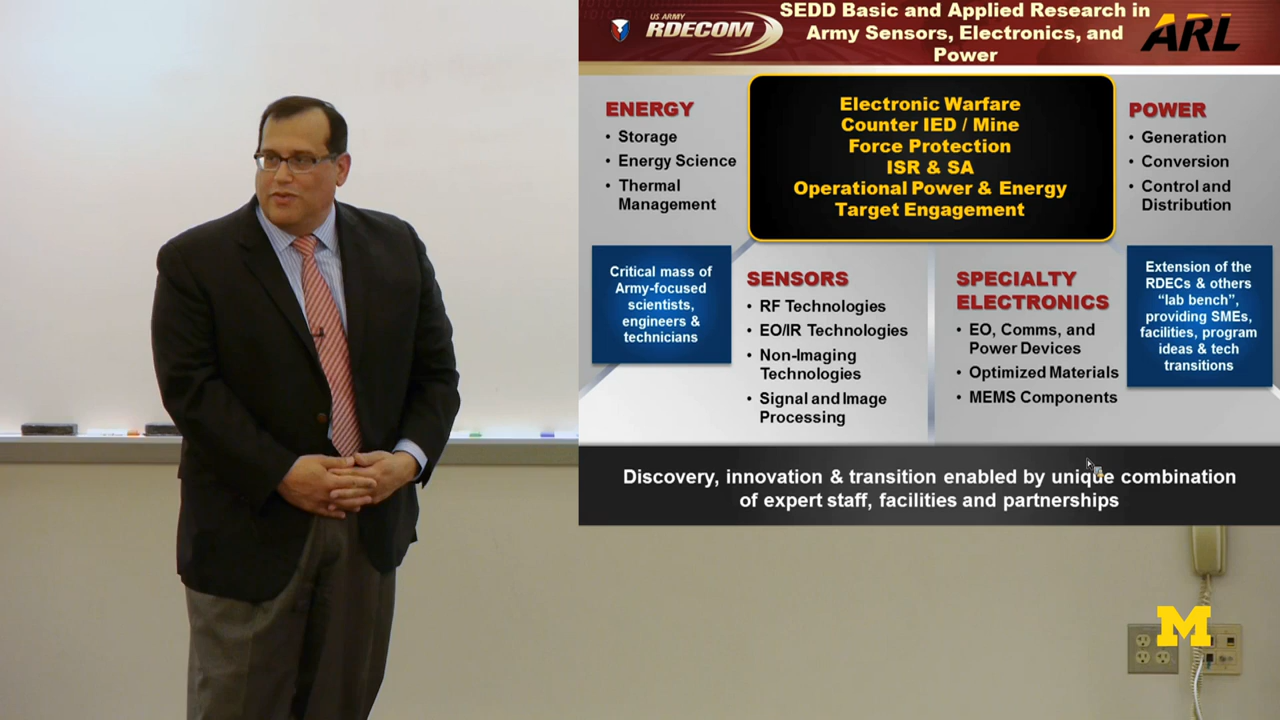 US ARMY
RDECOM
SEDD Basic and Applied Research in
Army Sensors, Electronics, and
Power
ARL
ENERGY
• Storage
• Energy Science
• Thermal
Management
Electronic Warfare
Counter IED / Mine
Force Protection
ISR & SA
Operational Power & Energy
Target Engagement
POWER
• Generation
• Conversion
• Control and
Distribution
Critical mass of
Army-focused
scientists,
engineers &
technicians
SENSORS
• RF Technologies
• EO/IR Technologies
• Non-Imaging
Technologies
• Signal and Image
Processing
SPECIALTY
ELECTRONICS
• EO, Comms, and
Power Devices
• Optimized Materials
• MEMS Components
Extension of the
RDECs & others
“lab bench”,
providing SMEs,
facilities, program
ideas & tech
transitions
Discovery, innovation & transition enabled by unique combination
of expert staff, facilities and partnerships
M